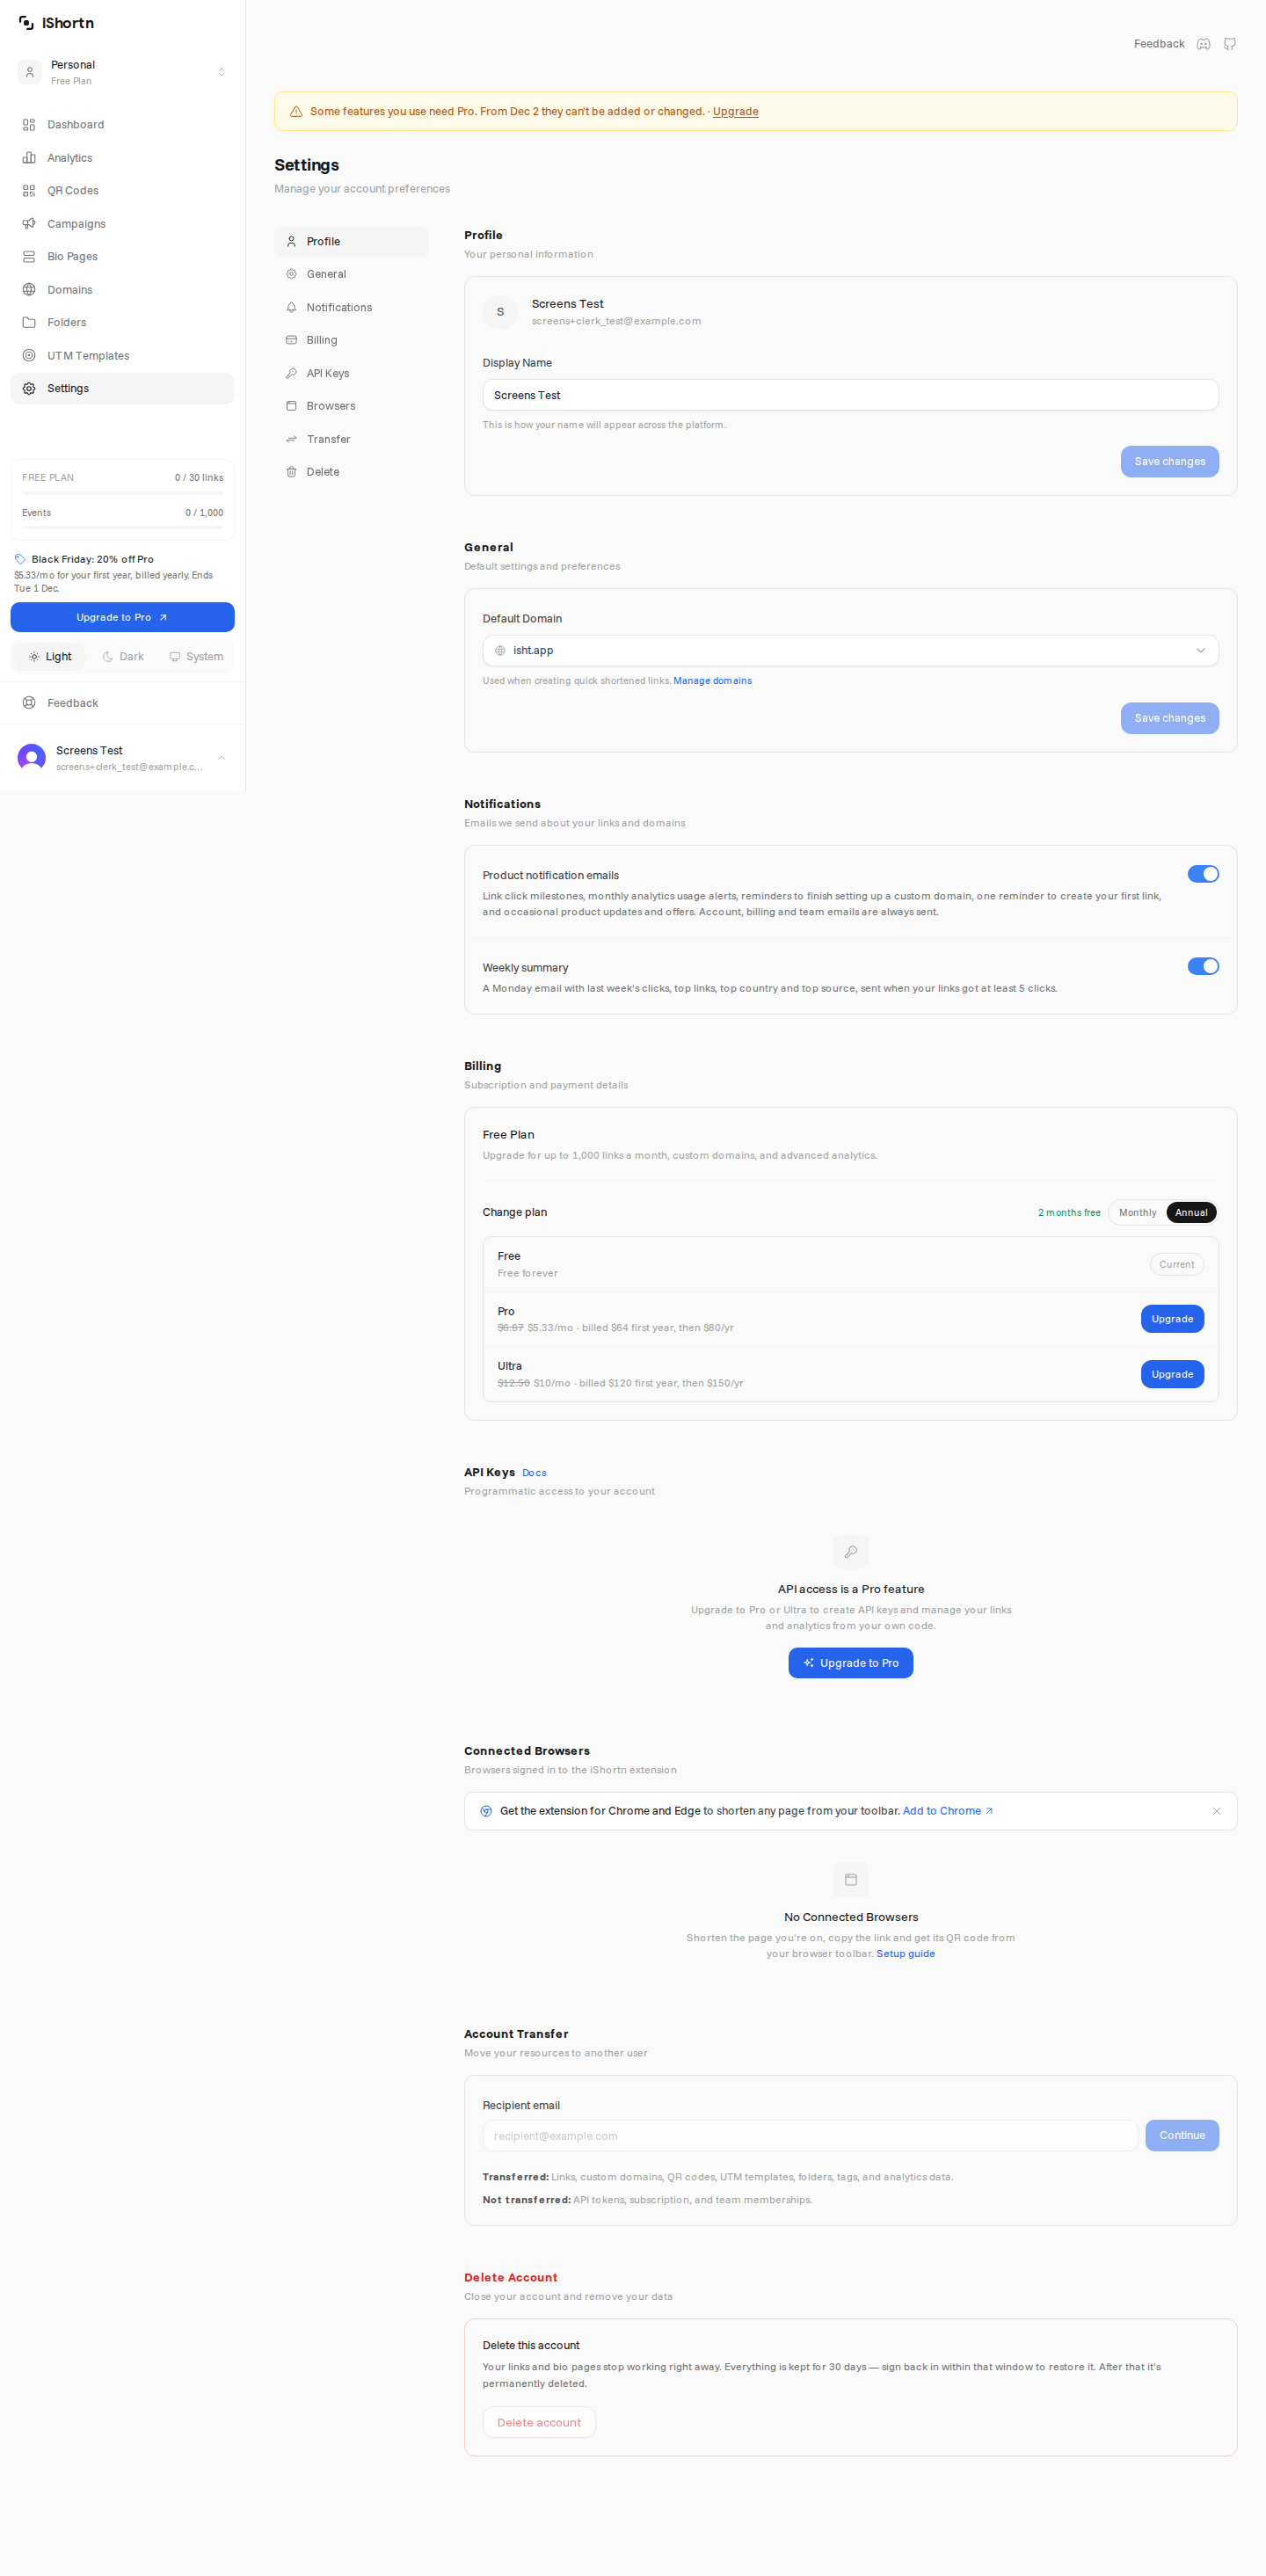 IShortn
Personal
Free Plan
Dashboard
Analytics
QR Codes
Campaigns
Bio Pages
Domains
Folders
UTM Templates
Settings
FREE PLAN 0 / 30 links
Events 0 / 1,000
Black Friday: 20% off Pro
$5.33/mo for your first year, billed yearly. Ends
Tue 1 Dec.
Upgrade to Pro
Light Dark System
Feedback
Screens Test
screens+clerk_test@example.c...
Feedback
Some features you use need Pro. From Dec 2 they can't be added or changed. · Upgrade
Settings
Manage your account preferences
Profile
General
Notifications
Billing
API Keys
Browsers
Transfer
Delete
Profile
Your personal information
S
Screens Test
screens+clerk_test@example.com
Display Name
Screens Test
This is how your name will appear across the platform.
Save changes
General
Default settings and preferences
Default Domain
isht.app
Used when creating quick shortened links. Manage domains
Save changes
Notifications
Emails we send about your links and domains
Product notification emails
Link click milestones, monthly analytics usage alerts, reminders to finish setting up a custom domain, one reminder to create your first link,
and occasional product updates and offers. Account, billing and team emails are always sent.
Weekly summary
A Monday email with last week's clicks, top links, top country and top source, sent when your links got at least 5 clicks.
Billing
Subscription and payment details
Free Plan
Upgrade for up to 1,000 links a month, custom domains, and advanced analytics.
Change plan 2 months free Monthly Annual
Free
Free forever
Current
Pro
$6.67 $5.33/mo · billed $64 first year, then $80/yr
Upgrade
Ultra
$12.50 $10/mo · billed $120 first year, then $150/yr
Upgrade
API Keys Docs
Programmatic access to your account
API access is a Pro feature
Upgrade to Pro or Ultra to create API keys and manage your links
and analytics from your own code.
Upgrade to Pro
Connected Browsers
Browsers signed in to the iShortn extension
Get the extension for Chrome and Edge to shorten any page from your toolbar. Add to Chrome
No Connected Browsers
Shorten the page you're on, copy the link and get its QR code from
your browser toolbar. Setup guide
Account Transfer
Move your resources to another user
Recipient email
recipient@example.com
Continue
Transferred: Links, custom domains, QR codes, UTM templates, folders, tags, and analytics data.
Not transferred: API tokens, subscription, and team memberships.
Delete Account
Close your account and remove your data
Delete this account
Your links and bio pages stop working right away. Everything is kept for 30 days — sign back in within that window to restore it. After that it's
permanently deleted.
Delete account